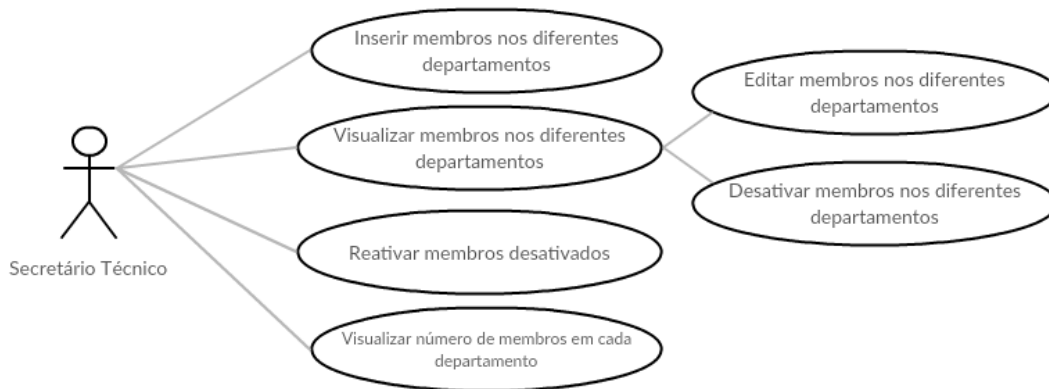 Inserir membros nos diferentes
departamentos
Visualizar membros nos diferentes
departamentos
Editar membros nos diferentes
departamentos
Desativar membros nos diferentes
departamentos
Secretário Técnico
Reativar membros desativados
Visualizar número de membros em cada
departamento